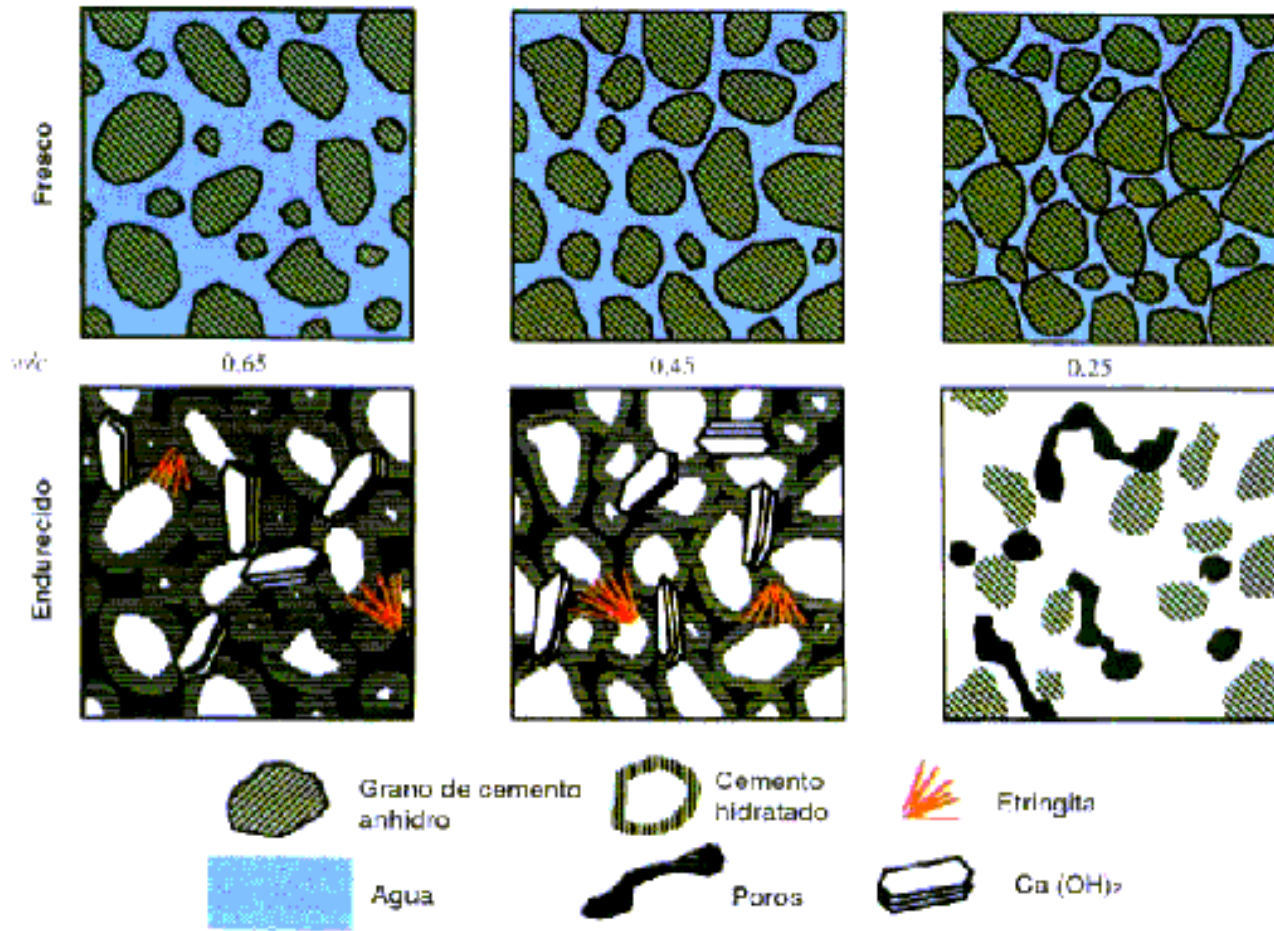 Fresco
w/c
0.65
0.45
0.25
Endurecido
Grano de cemento
anhidro
Cemento
hidratado
Etringita
Agua
Poros
Ca (OH)₂